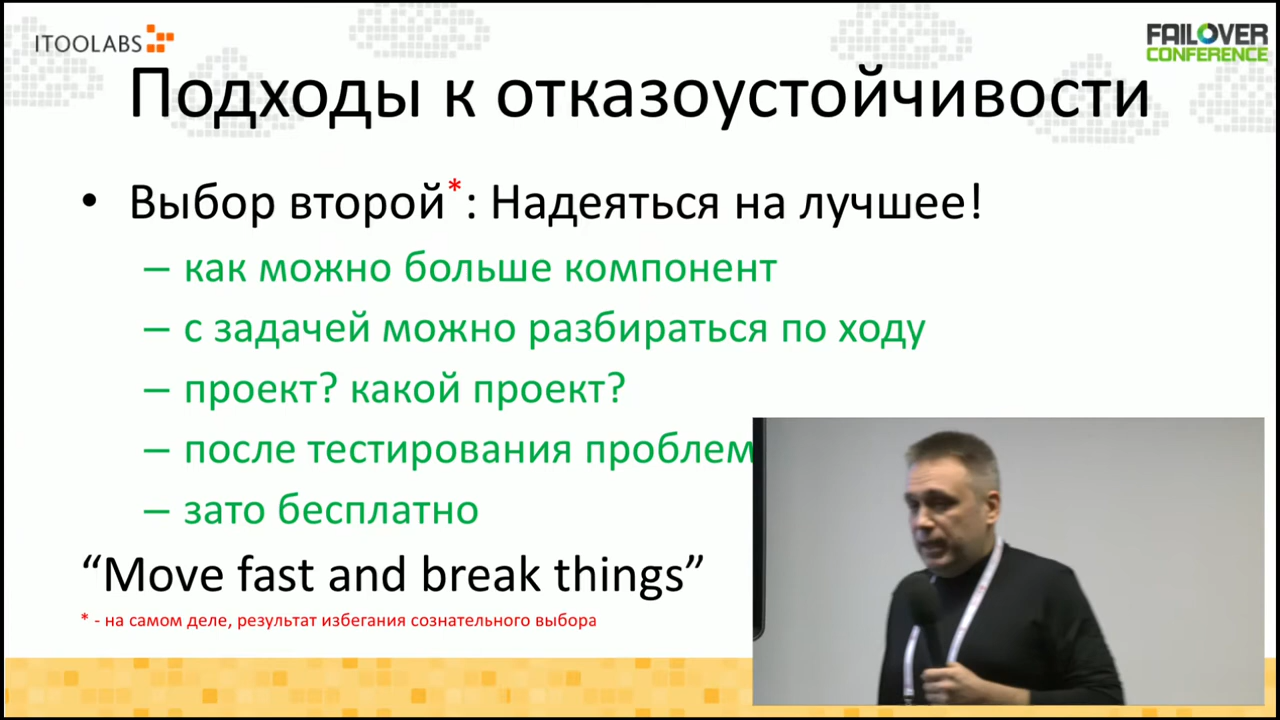 ITOOLABS
FAILOVER
CONFERENCE
Подходы к отказоустойчивости
• Выбор второй*: Надеяться на лучшее!
– как можно больше компонент
– с задачей можно разбираться по ходу
– проект? какой проект?
– после тестирования проблем
– зато бесплатно
“Move fast and break things”
* - на самом деле, результат избегания сознательного выбора